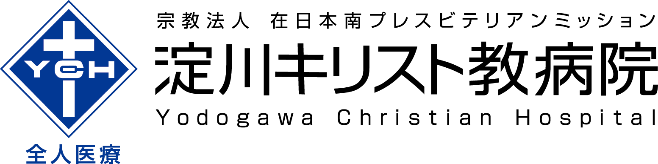 YCH
全人医療
宗教法人 在日本南プレスビテリアンミッション
淀川キリスト教病院
Yodogawa Christian Hospital